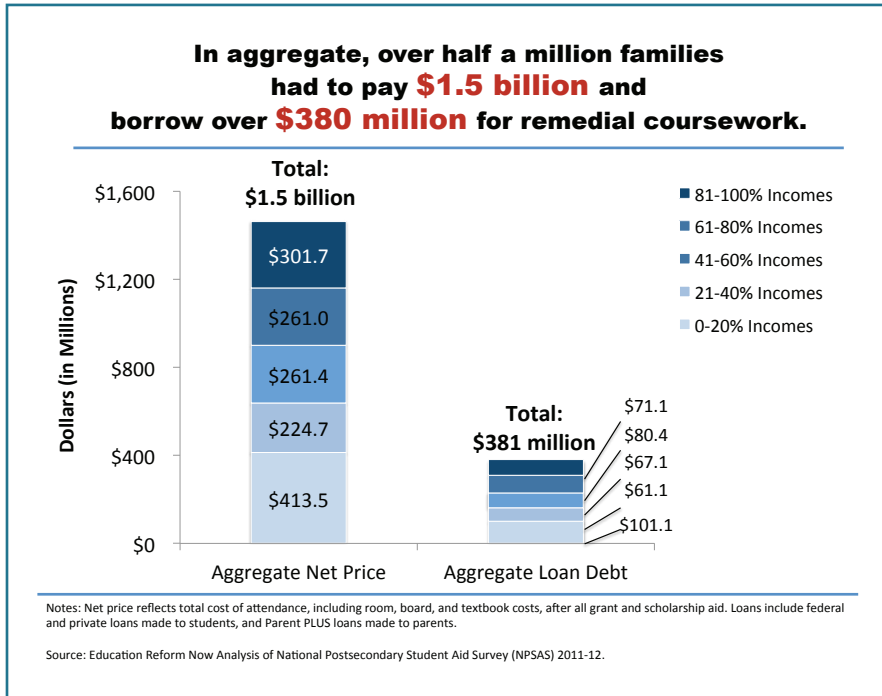 In aggregate, over half a million families
had to pay $1.5 billion and
borrow over $380 million for remedial coursework.
Total:
$1.5 billion
$1,600
$1,200
$800
$400
$0
Dollars (in Millions)
$301.7
$261.0
$261.4
$224.7
$413.5
Total:
$381 million
$71.1
$80.4
$67.1
$61.1
$101.1
81-100% Incomes
61-80% Incomes
41-60% Incomes
21-40% Incomes
0-20% Incomes
Aggregate Net Price
Aggregate Loan Debt
Notes: Net price reflects total cost of attendance, including room, board, and textbook costs, after all grant and scholarship aid. Loans include federal
and private loans made to students, and Parent PLUS loans made to parents.
Source: Education Reform Now Analysis of National Postsecondary Student Aid Survey (NPSAS) 2011-12.